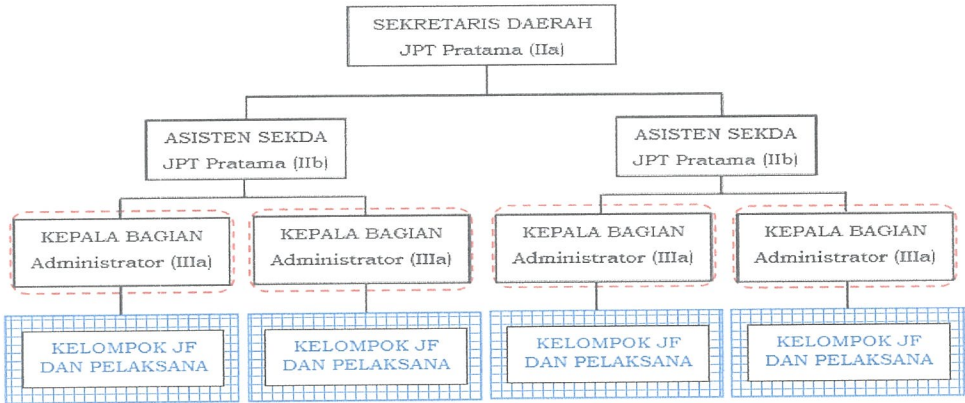 SEKRETARIS DAERAH
JPT Pratama (IIa)
ASISTEN SEKDA
JPT Pratama (IIb)
ASISTEN SEKDA
JPT Pratama (IIb)
KEPALA BAGIAN
Administrator (IIIa)
KEPALA BAGIAN
Administrator (IIIa)
KEPALA BAGIAN
Administrator (IIIa)
KEPALA BAGIAN
Administrator (IIIa)
KELOMPOK JF
DAN PELAKSANA
KELOMPOK JF
DAN PELAKSANA
KELOMPOK JF
DAN PELAKSANA
KELOMPOK JF
DAN PELAKSANA